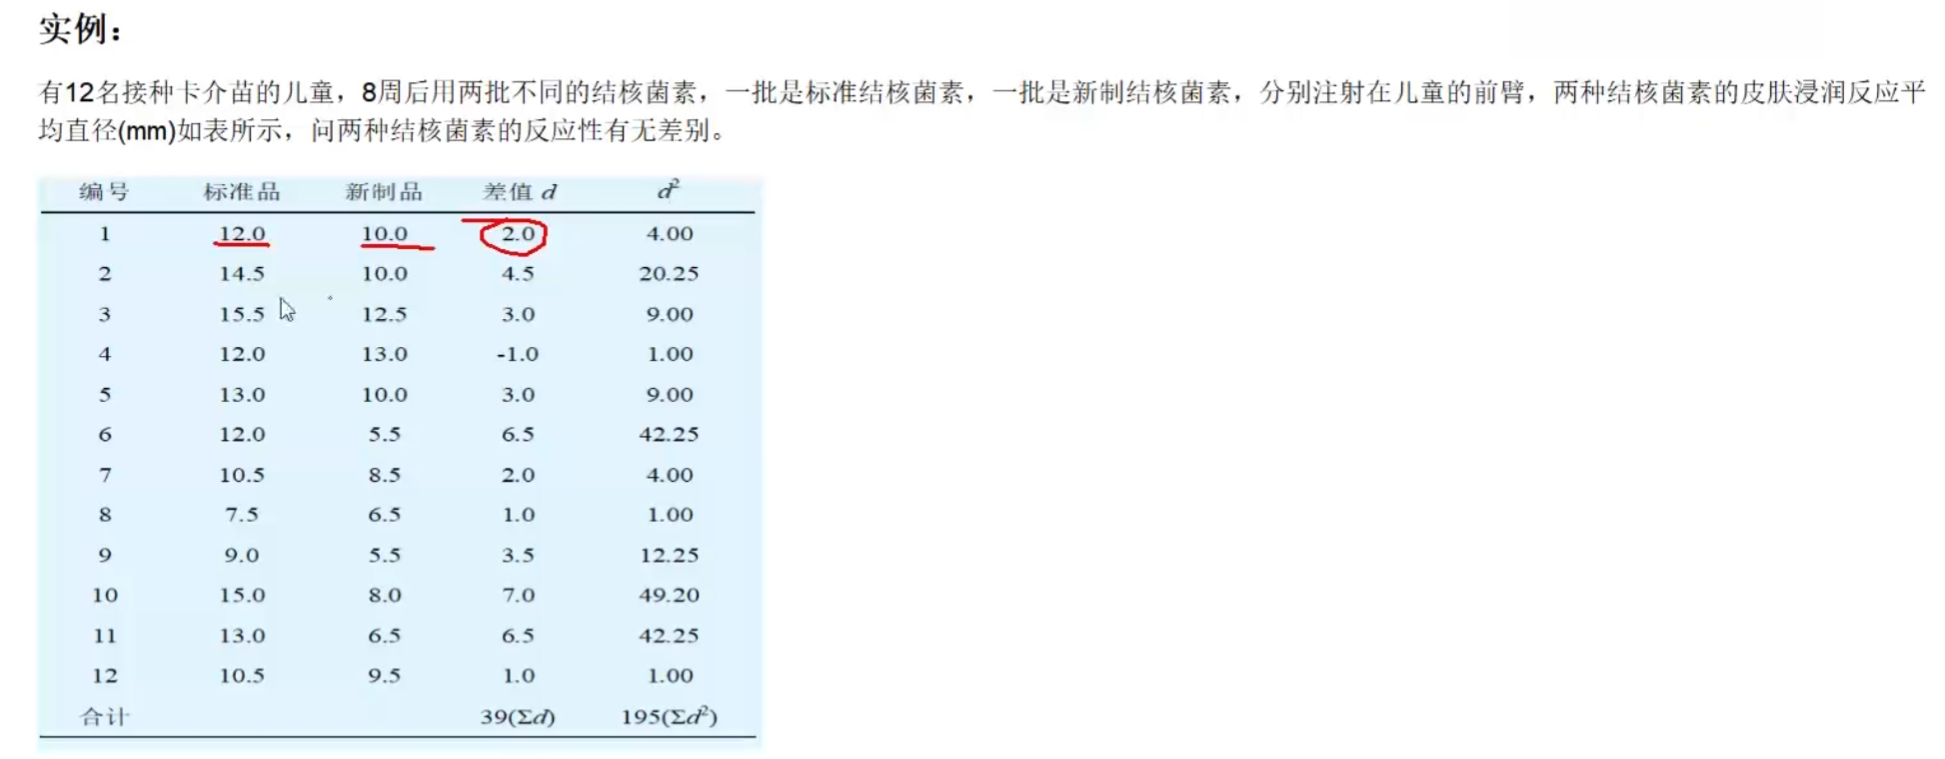 实例：
有12名接种卡介苗的儿童，8周后用两批不同的结核菌素，一批是标准结核菌素，一批是新制结核菌素，分别注射在儿童的前臂，两种结核菌素的皮肤浸润反应平
均直径(mm)如表所示，问两种结核菌素的反应性有无差别。
编号 标准品 新制品 差值 d d²
1 12.0 10.0 2.0 4.00
2 14.5 10.0 4.5 20.25
3 15.5 12.5 3.0 9.00
4 12.0 13.0 -1.0 1.00
5 13.0 10.0 3.0 9.00
6 12.0 5.5 6.5 42.25
7 10.5 8.5 2.0 4.00
8 7.5 6.5 1.0 1.00
9 9.0 5.5 3.5 12.25
10 15.0 8.0 7.0 49.20
11 13.0 6.5 6.5 42.25
12 10.5 9.5 1.0 1.00
合计 39(Σd) 195(Σd²)